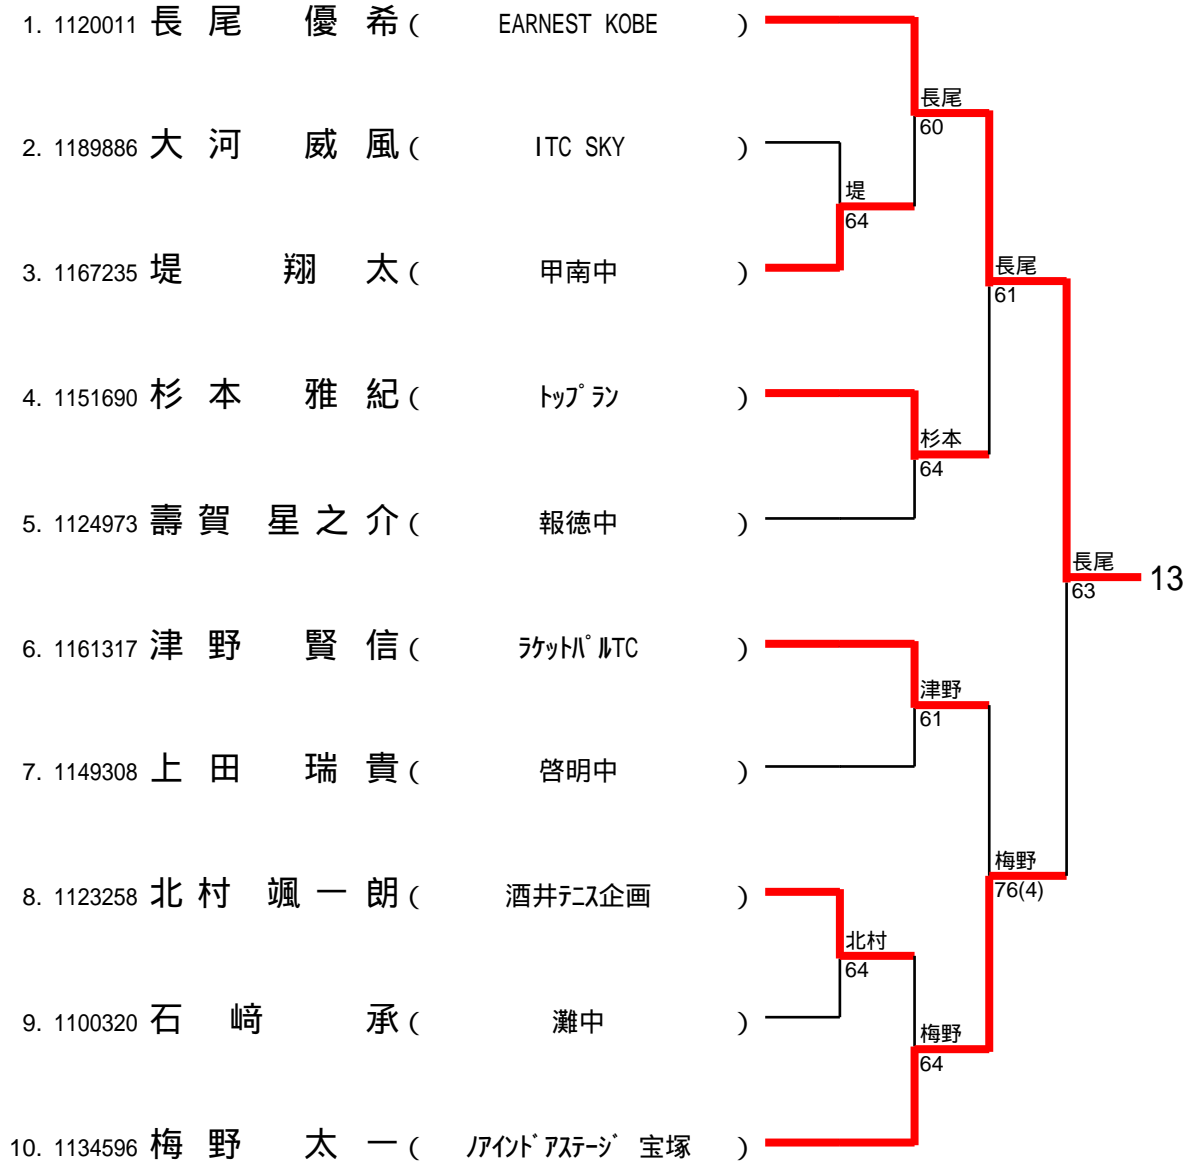 1. 1120011 長尾 優希 ( EARNEST KOBE )
長尾
60
2. 1189886 大河 威風 ( ITC SKY )
堤
64
3. 1167235 堤 翔太 ( 甲南中 )
長尾
61
4. 1151690 杉本 雅紀 ( トップラン )
杉本
64
5. 1124973 壽賀 星之介 ( 報徳中 )
長尾
63
13
6. 1161317 津野 賢信 ( ラケットパルTC )
津野
61
7. 1149308 上田 瑞貴 ( 啓明中 )
梅野
76(4)
8. 1123258 北村 颯一朗 ( 酒井テニス企画 )
北村
64
9. 1100320 石﨑 承 ( 灘中 )
梅野
64
10. 1134596 梅野 太一 ( ノアインドアステージ 宝塚 )